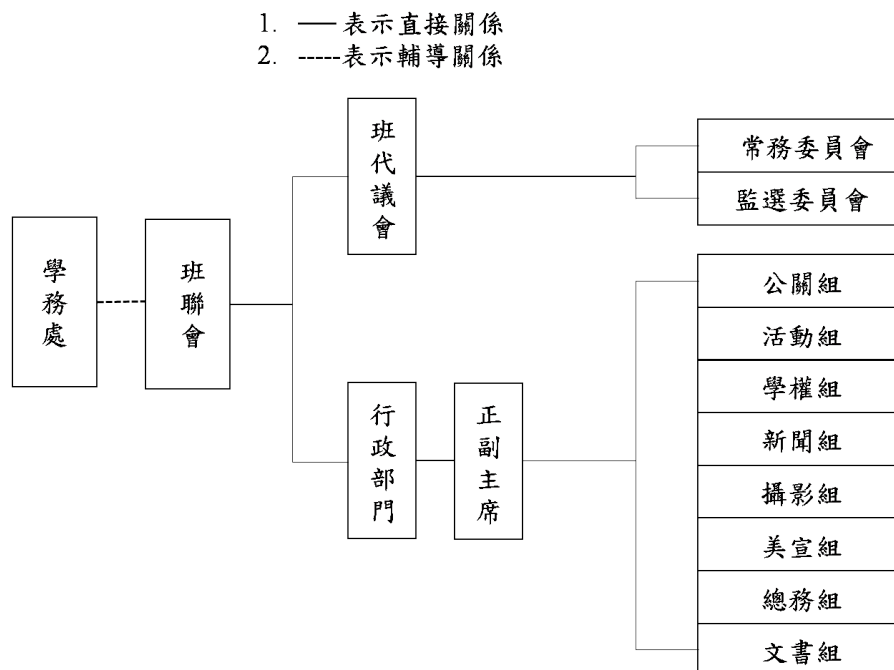 1. ──表示直接關係
2. -----表示輔導關係
學務處
班聯會
班代議會
常務委員會
監選委員會
行政部門
正副主席
公關組
活動組
學權組
新聞組
攝影組
美宣組
總務組
文書組